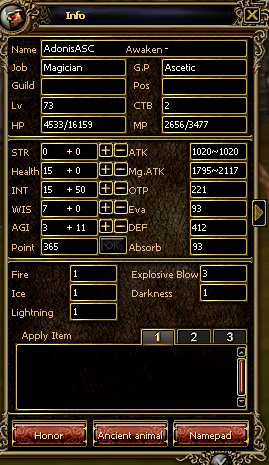 Info
Name AdonisASC Awaken -
Job Magician G.P Ascetic
Guild Pos
Lv 73 CTB 2
HP 4533/16159 MP 2656/3477
STR 0 + 0 ATK 1020~1020
Health 15 + 0 Mg.ATK 1795~2117
INT 15 + 50 OTP 221
WIS 7 + 0 Eva 93
AGI 3 + 11 DEF 412
Point 365 Absorb 93
Fire 1 Explosive Blow 3
Ice 1 Darkness 1
Lightning 1
Apply Item 1 2 3
Honor Ancient animal Namepad